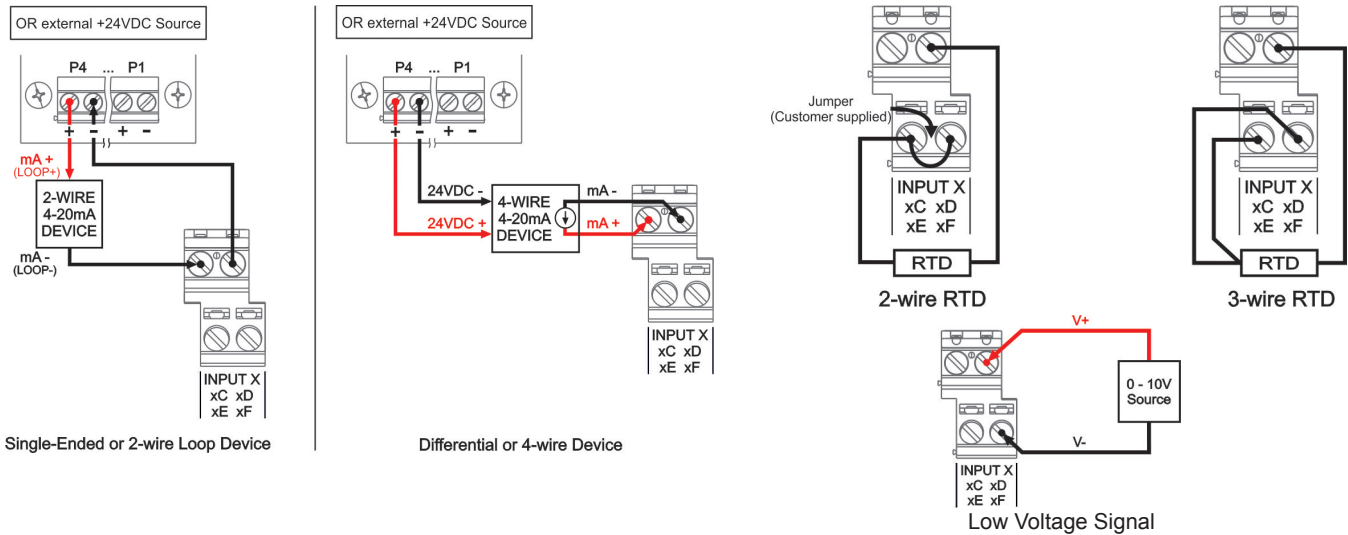 OR external +24VDC Source
P4 ... P1
+ - + -
mA +
(LOOP+)
2-WIRE
4-20mA
DEVICE
mA -
(LOOP-)
INPUT X
xC xD
xE xF
Single-Ended or 2-wire Loop Device
OR external +24VDC Source
P4 ... P1
+ - + -
24VDC -
24VDC +
4-WIRE
4-20mA
DEVICE
mA -
mA +
INPUT X
xC xD
xE xF
Differential or 4-wire Device
Jumper
(Customer supplied)
INPUT X
xC xD
xE xF
RTD
2-wire RTD
INPUT X
xC xD
xE xF
RTD
3-wire RTD
V+
0 - 10V
Source
V-
INPUT X
xC xD
xE xF
Low Voltage Signal